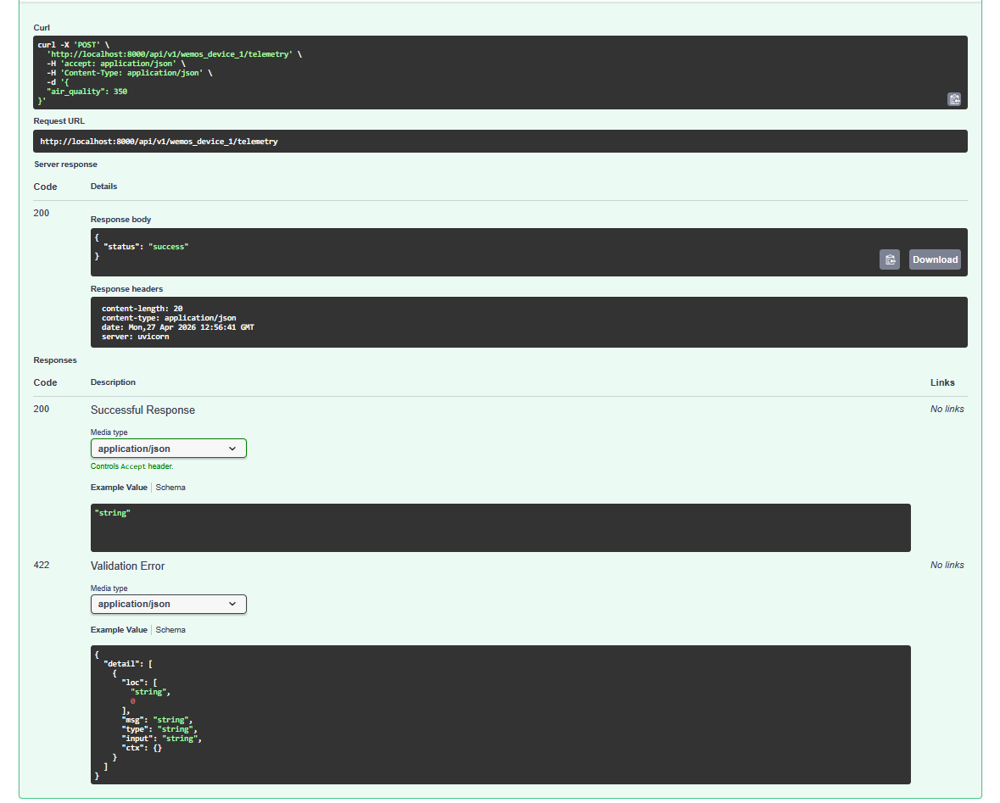 Curl
curl -X 'POST' \
  'http://localhost:8000/api/v1/wemos_device_1/telemetry' \
  -H 'accept: application/json' \
  -H 'Content-Type: application/json' \
  -d '{
  "air_quality": 350
}'
Request URL
http://localhost:8000/api/v1/wemos_device_1/telemetry
Server response
Code Details
200
Response body
{
  "status": "success"
}
Download
Response headers
content-length: 20
content-type: application/json
date: Mon,27 Apr 2026 12:56:41 GMT
server: uvicorn
Responses
Code Description Links
200 Successful Response No links
Media type
application/json
Controls Accept header.
Example Value Schema
"string"
422 Validation Error No links
Media type
application/json
Example Value Schema
{
  "detail": [
    {
      "loc": [
        "string",
        0
      ],
      "msg": "string",
      "type": "string",
      "input": "string",
      "ctx": {}
    }
  ]
}